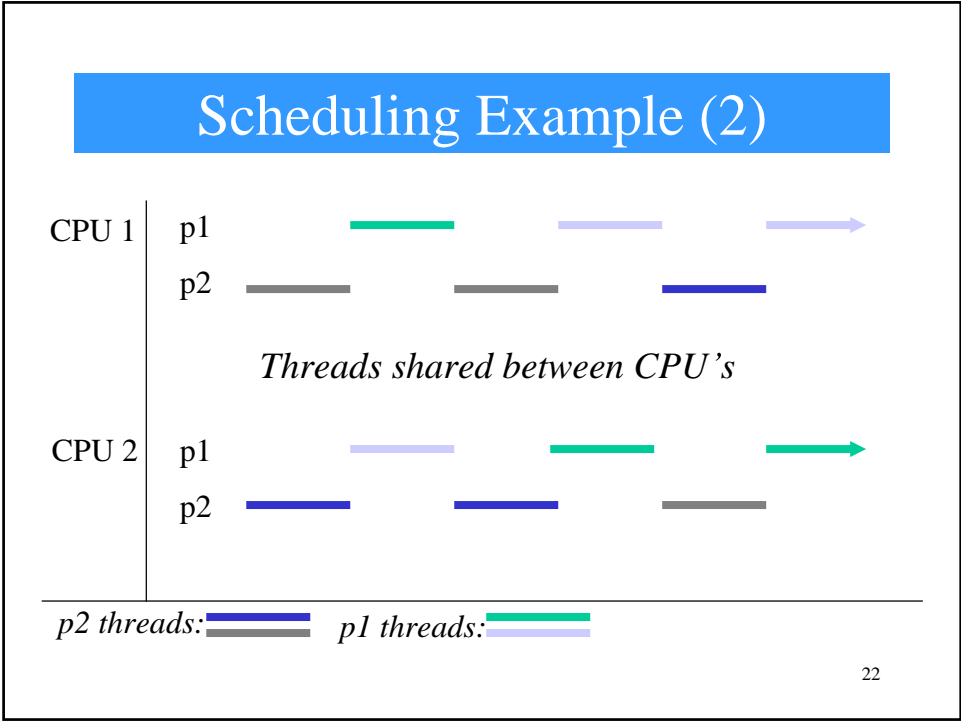 Scheduling Example (2)
CPU 1
p1
p2
Threads shared between CPU’s
CPU 2
p1
p2
p2 threads:
p1 threads:
22